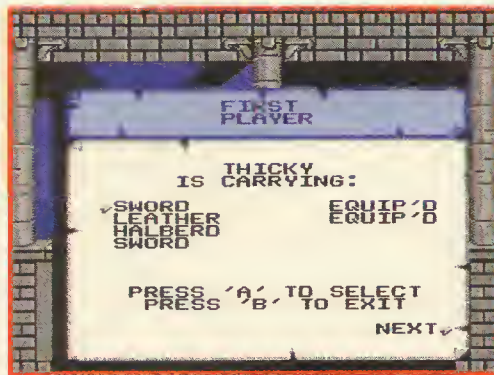 FIRST
PLAYER
THICKY
IS CARRYING:
SWORD EQUIP'D
LEATHER EQUIP'D
HALBERD
SWORD
PRESS 'A' TO SELECT
PRESS 'B' TO EXIT
NEXT